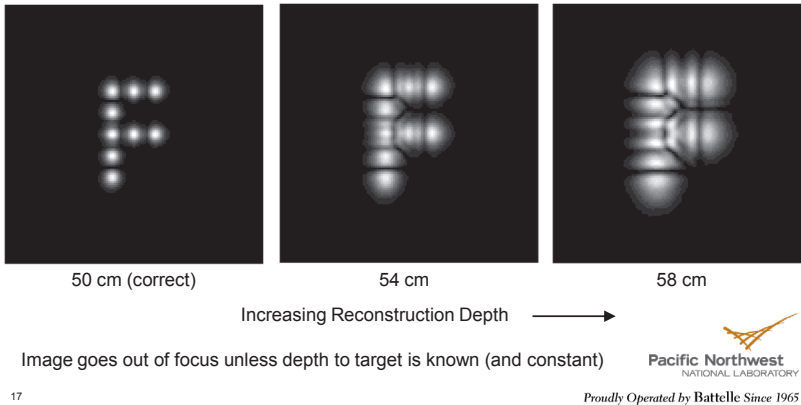 50 cm (correct)
54 cm
58 cm
Increasing Reconstruction Depth
Image goes out of focus unless depth to target is known (and constant)
Pacific Northwest
NATIONAL LABORATORY
17
Proudly Operated by Battelle Since 1965